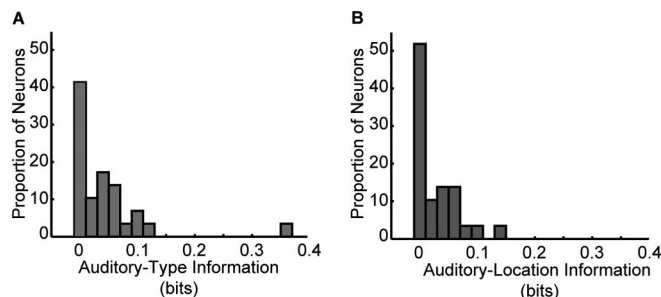 A
Proportion of Neurons
50
40
30
20
10
0
0 0.1 0.2 0.3 0.4
Auditory-Type Information
(bits)
B
Proportion of Neurons
50
40
30
20
10
0
0 0.1 0.2 0.3 0.4
Auditory-Location Information
(bits)